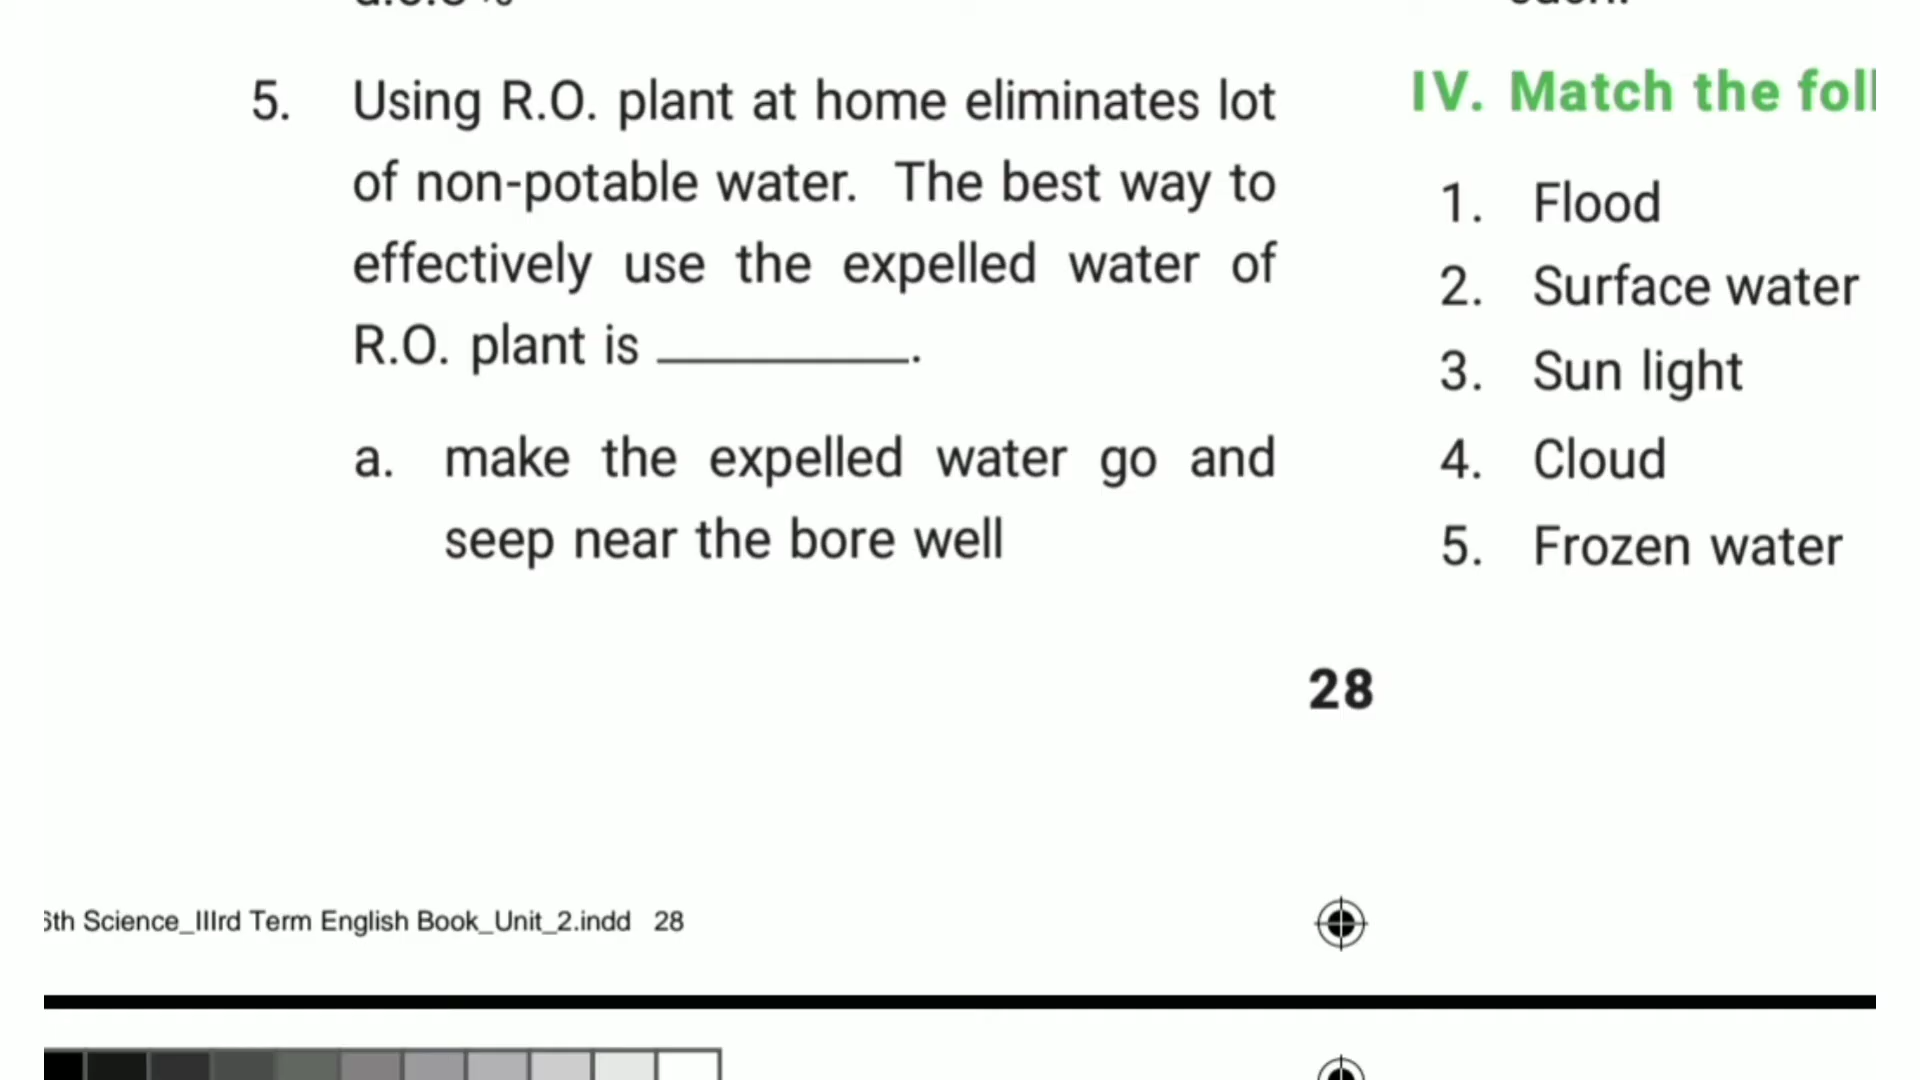 5. Using R.O. plant at home eliminates lot
of non-potable water. The best way to
effectively use the expelled water of
R.O. plant is __________.
a. make the expelled water go and
seep near the bore well
IV. Match the foll
1. Flood
2. Surface water
3. Sun light
4. Cloud
5. Frozen water
28
6th Science_IIIrd Term English Book_Unit_2.indd 28